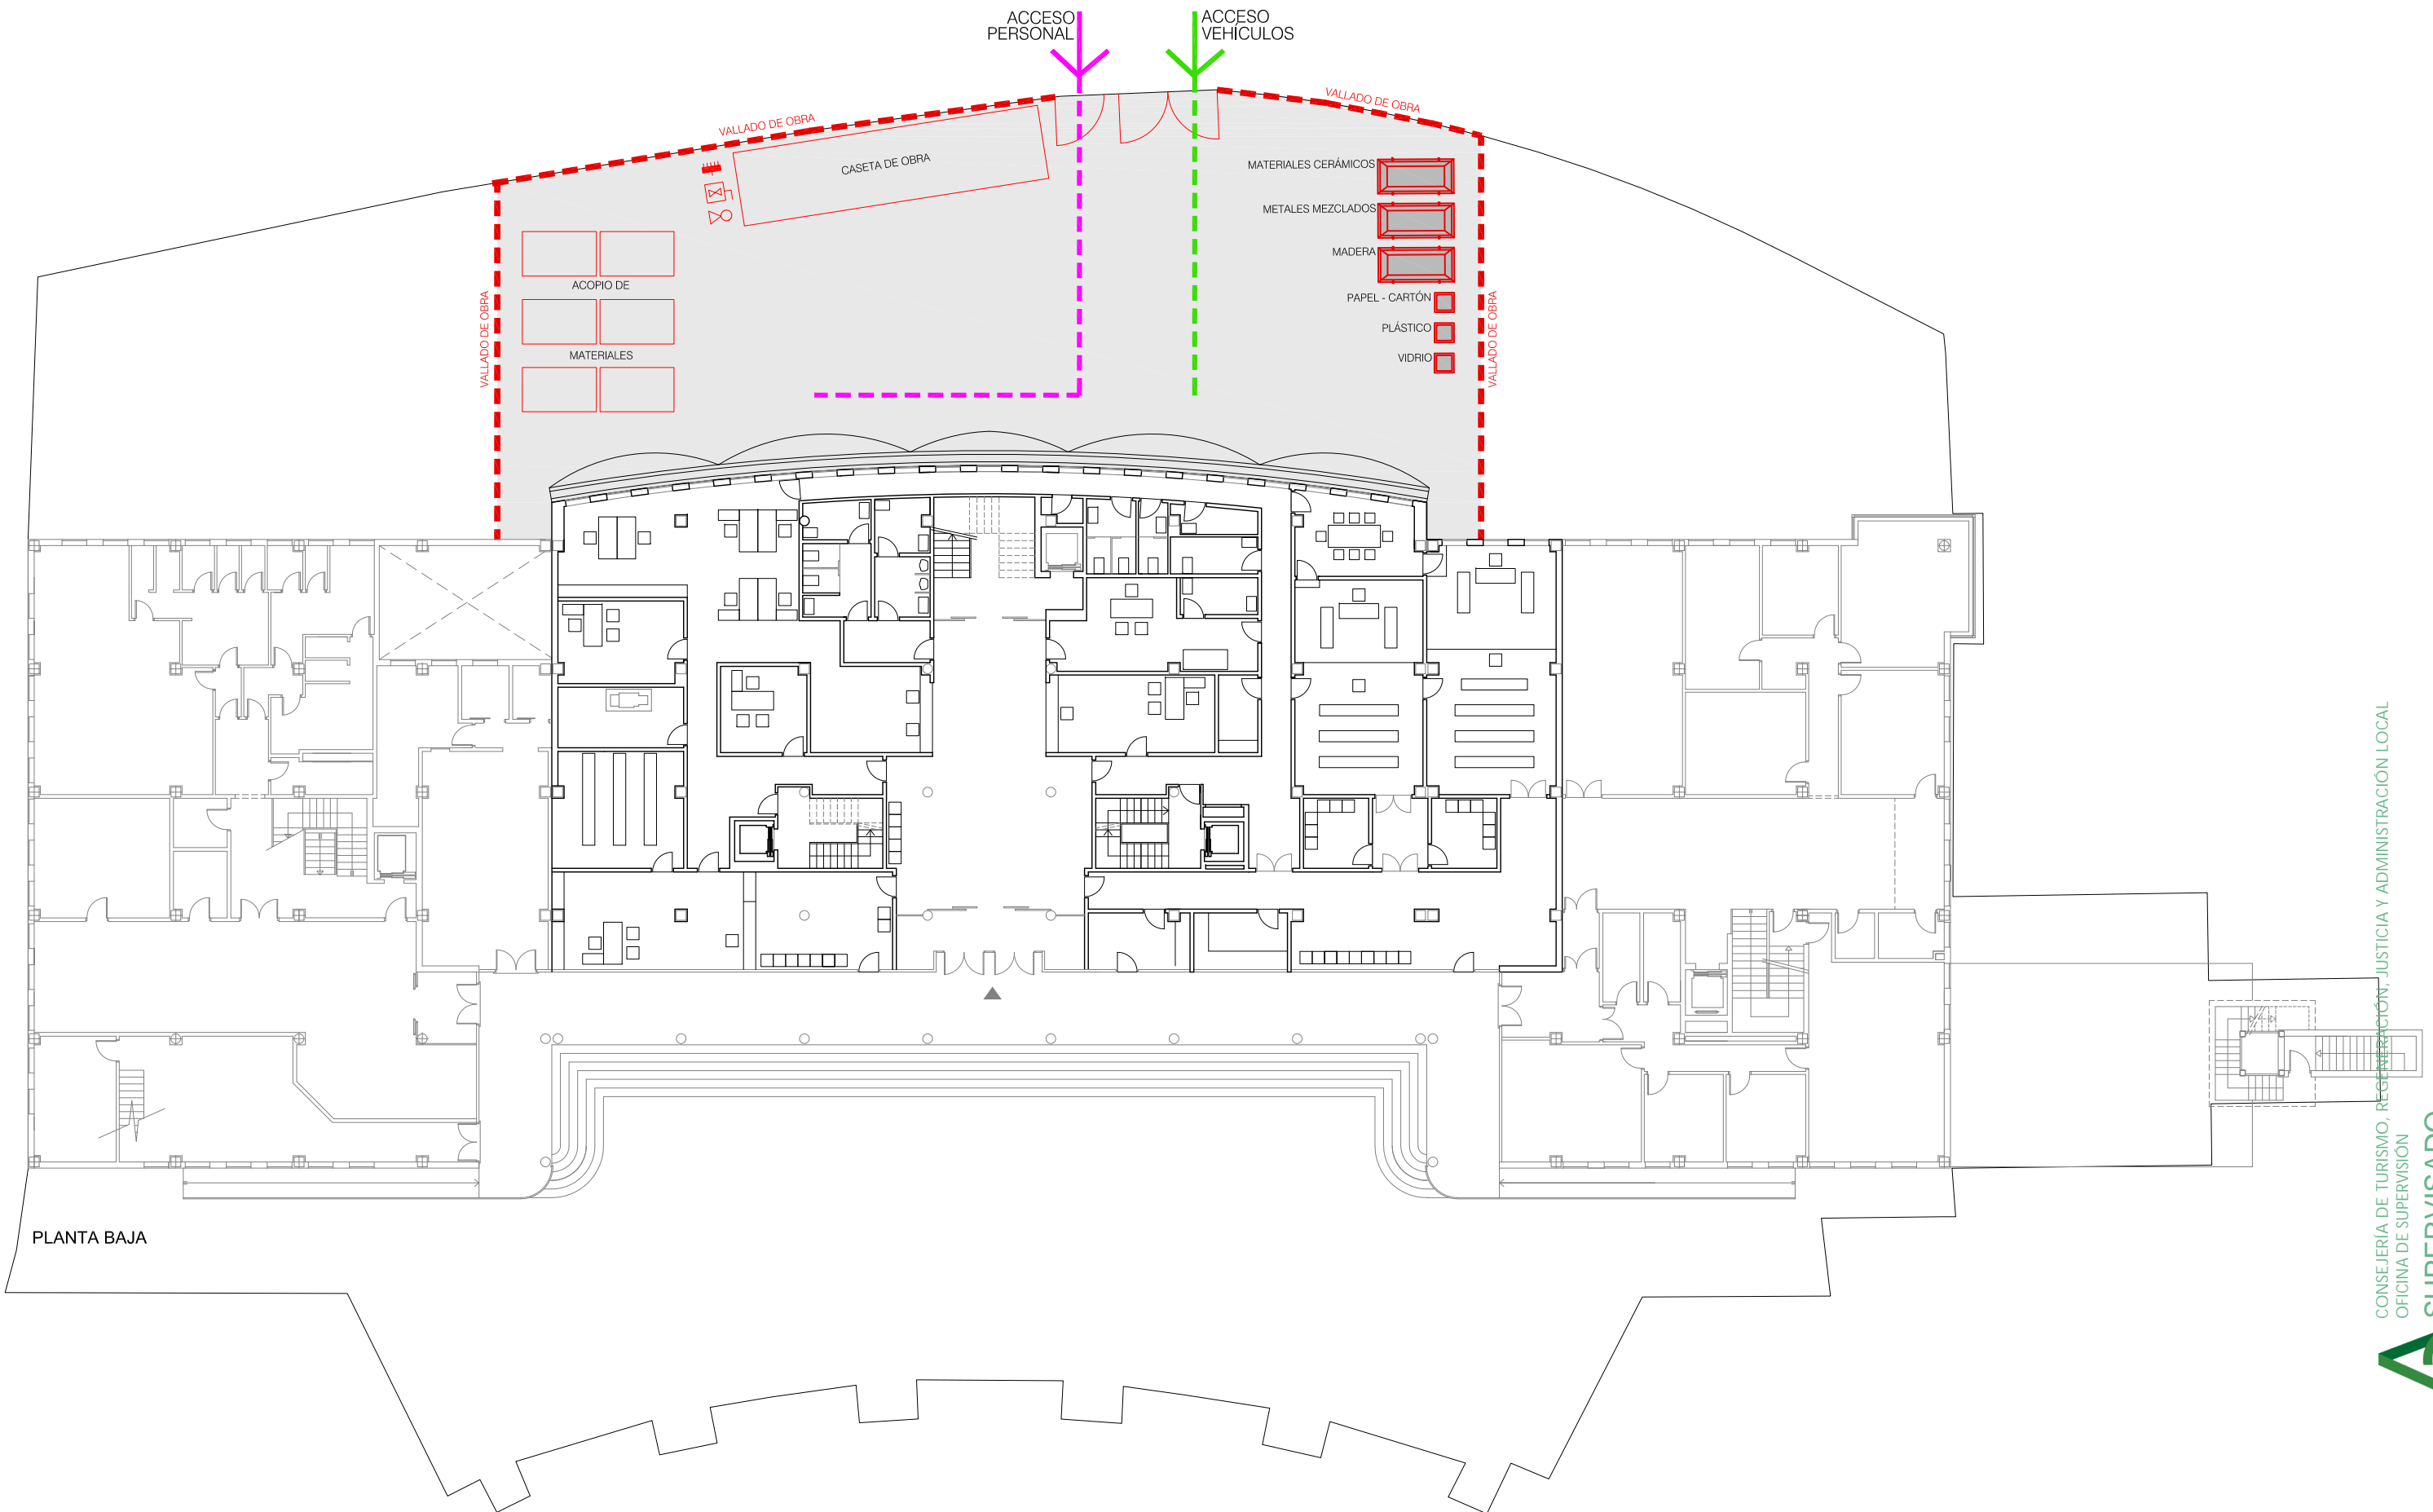 ACCESO
PERSONAL
ACCESO
VEHÍCULOS
VALLADO DE OBRA
VALLADO DE OBRA
CASETA DE OBRA
MATERIALES CERÁMICOS
METALES MEZCLADOS
MADERA
PAPEL - CARTÓN
PLÁSTICO
VIDRIO
ACOPIO DE
MATERIALES
VALLADO DE OBRA
VALLADO DE OBRA
PLANTA BAJA
CONSEJERÍA DE TURISMO, REGENERACIÓN, JUSTICIA Y ADMINISTRACIÓN LOCAL
OFICINA DE SUPERVISIÓN
SUPERVISADO